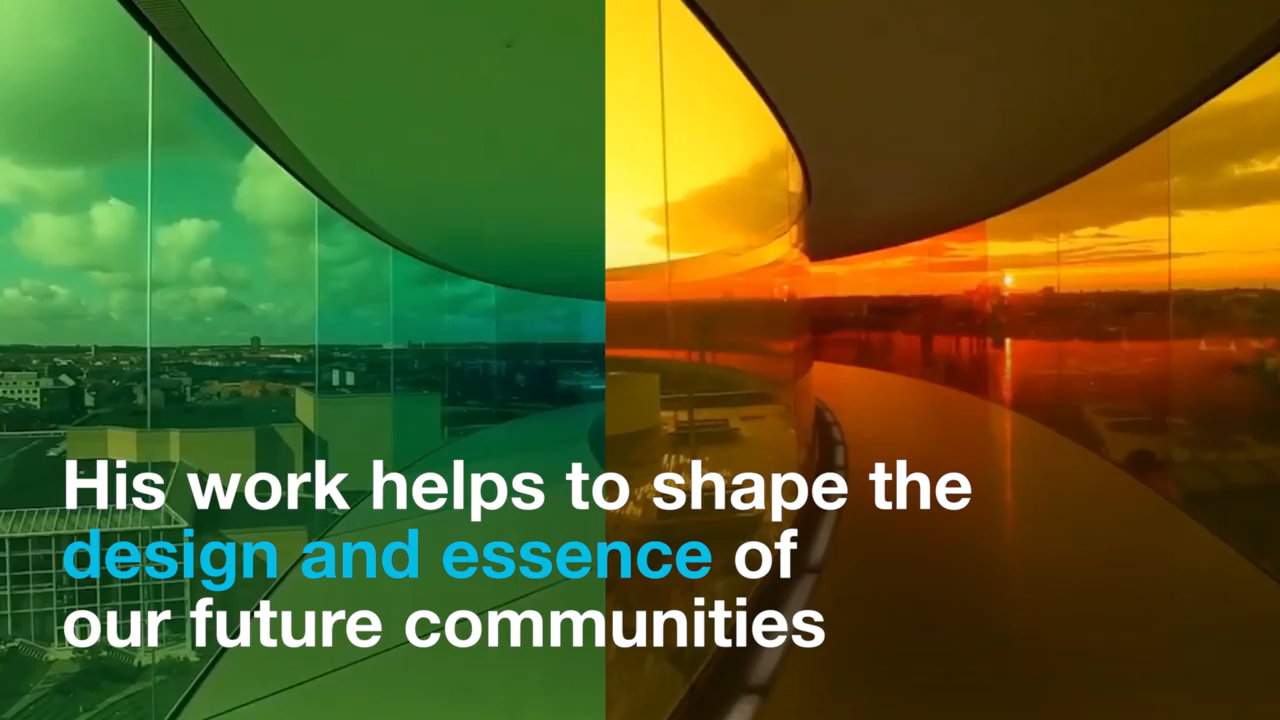 His work helps to shape the
design and essence of
our future communities